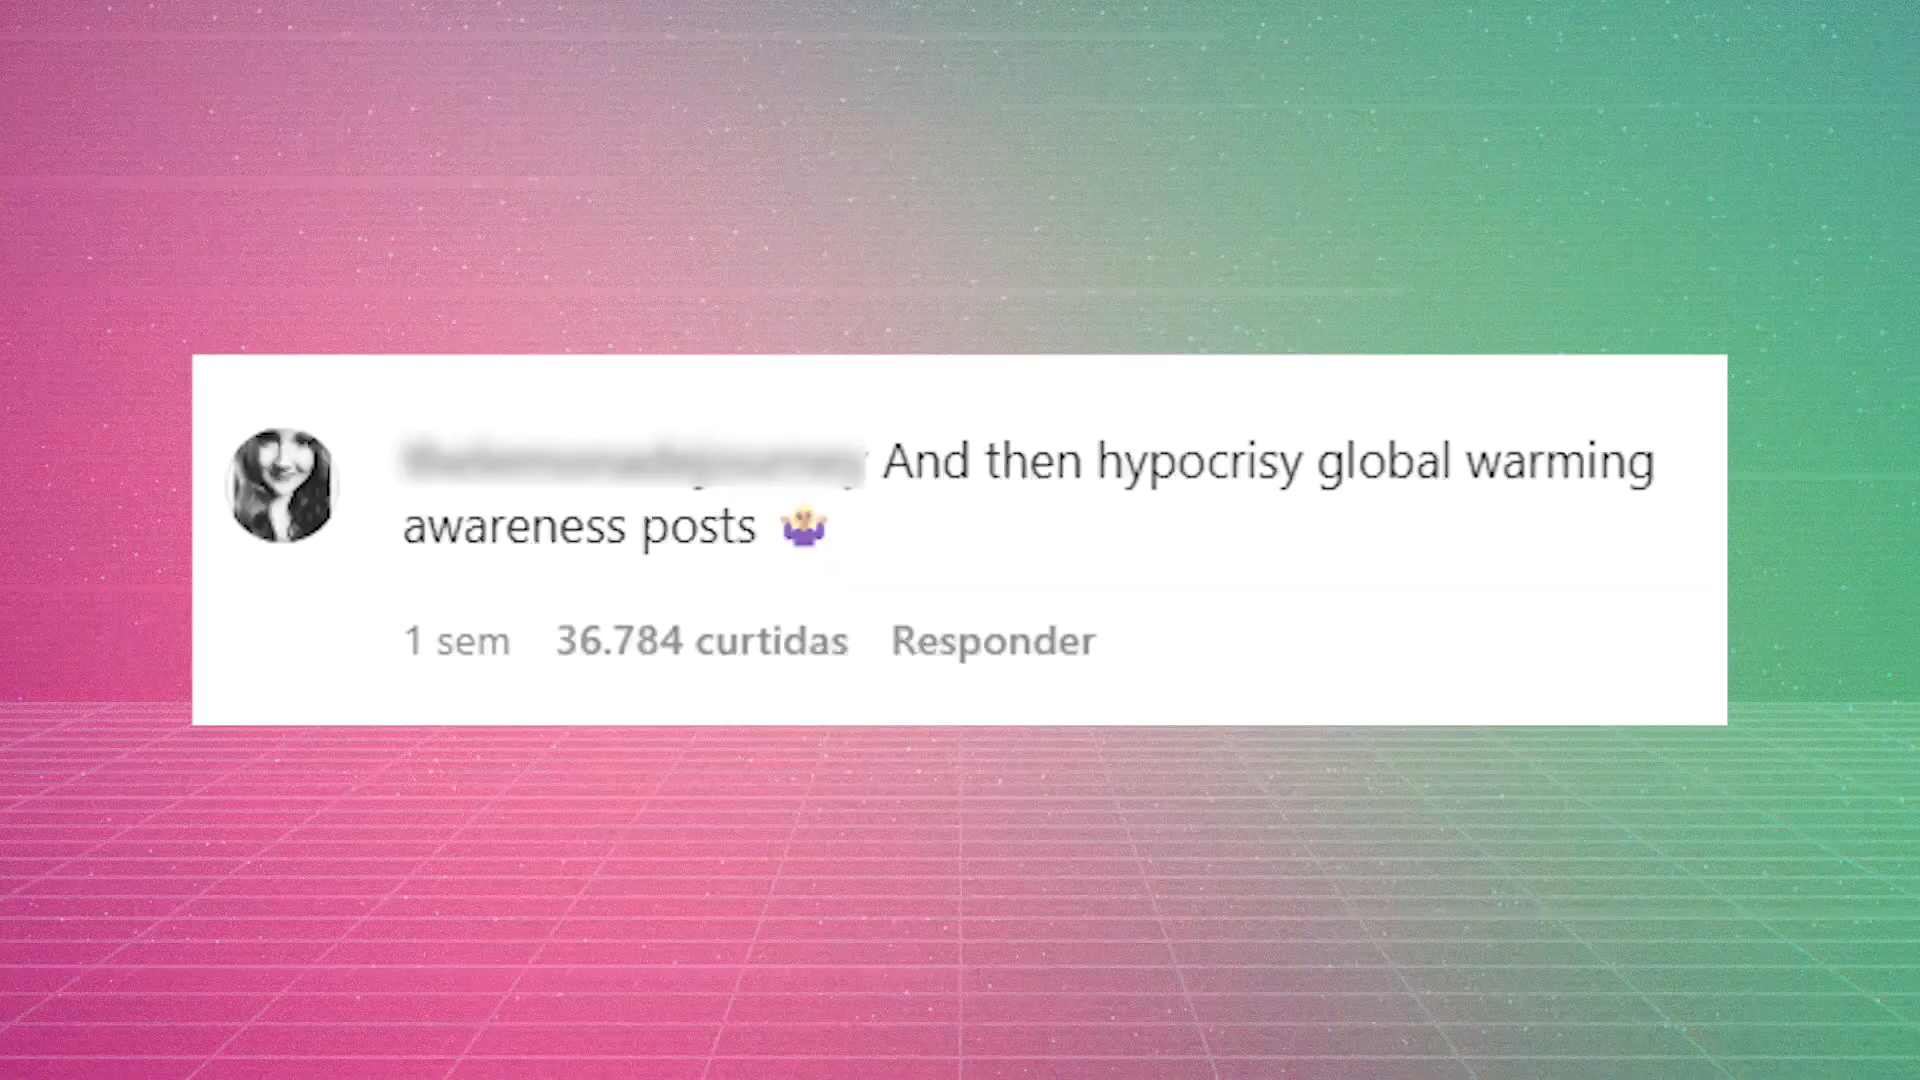 And then hypocrisy global warming
awareness posts 🤷🏼‍♀️
1 sem 36.784 curtidas Responder